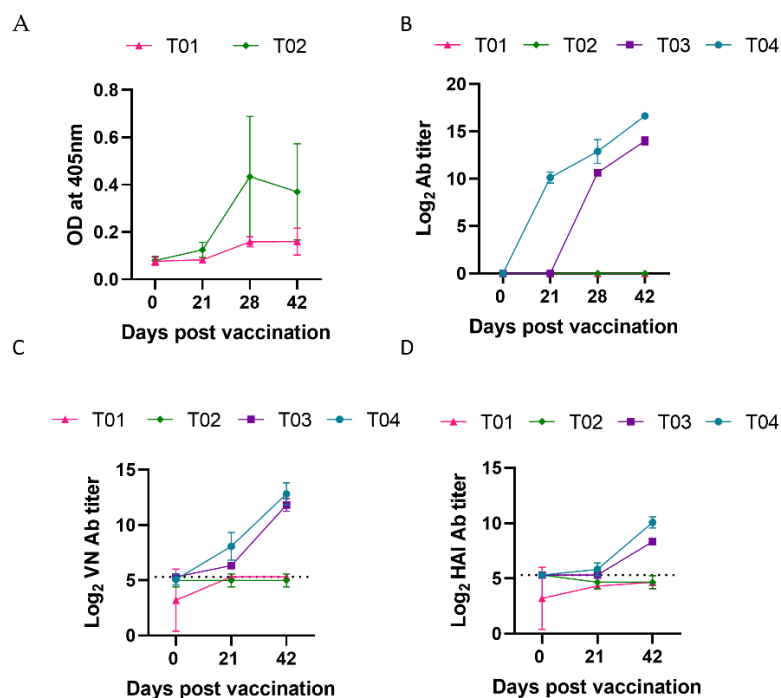 A
T01 T02
0.8
0.6
0.4
0.2
0.0
OD at 405nm
0 21 28 42
Days post vaccination
B
T01 T02 T03 T04
20
15
10
5
0
Log2 Ab titer
0 21 28 42
Days post vaccination
C
T01 T02 T03 T04
15
10
5
0
Log2 VN Ab titer
0 21 42
Days post vaccination
D
T01 T02 T03 T04
15
10
5
0
Log2 HAI Ab titer
0 21 42
Days post vaccination